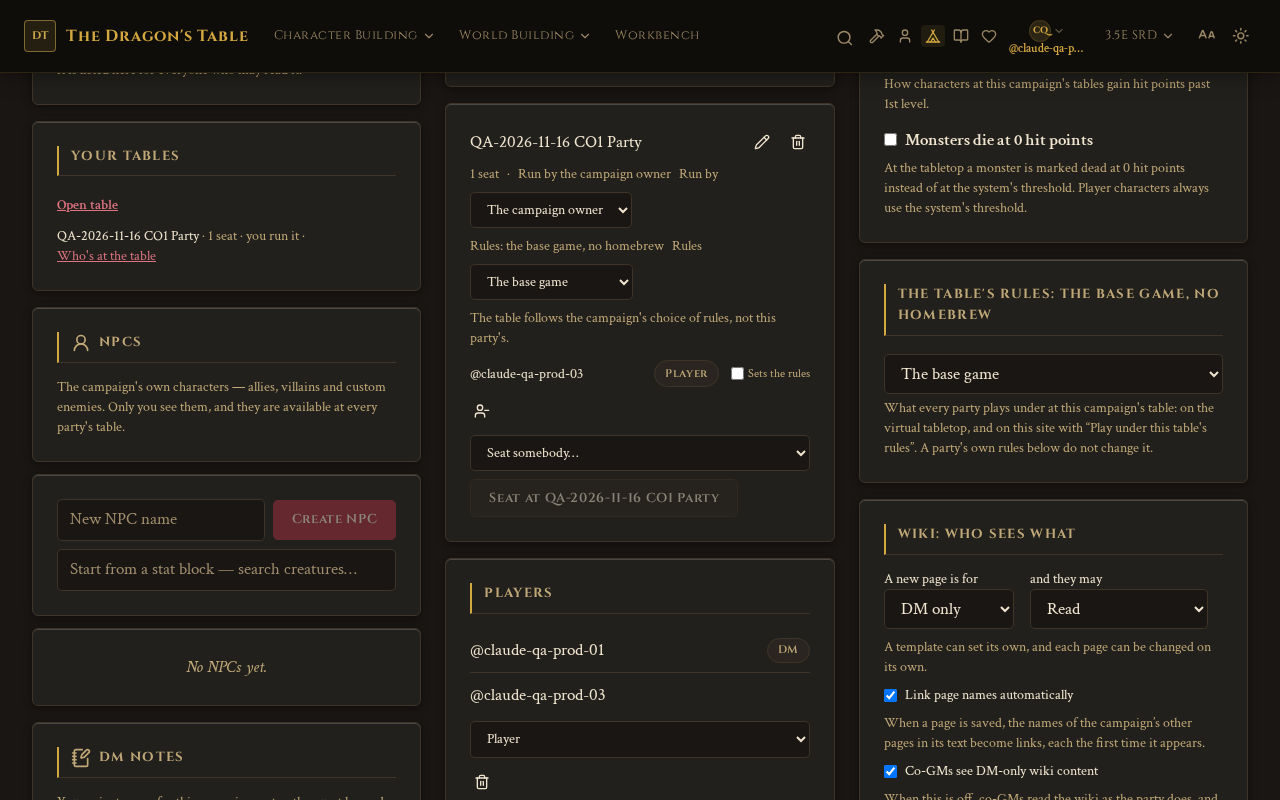 DT THE DRAGON'S TABLE CHARACTER BUILDING WORLD BUILDING WORKBENCH CQ @claude-qa-p… 3.5E SRD AA
YOUR TABLES
Open table
QA-2026-11-16 CO1 Party · 1 seat · you run it ·
Who's at the table
NPCS
The campaign's own characters — allies, villains and custom
enemies. Only you see them, and they are available at every
party's table.
New NPC name CREATE NPC
Start from a stat block — search creatures…
No NPCs yet.
DM NOTES
QA-2026-11-16 CO1 Party
1 seat · Run by the campaign owner Run by
The campaign owner
Rules: the base game, no homebrew Rules
The base game
The table follows the campaign's choice of rules, not this
party's.
@claude-qa-prod-03 PLAYER Sets the rules
Seat somebody…
SEAT AT QA-2026-11-16 CO1 PARTY
PLAYERS
@claude-qa-prod-01 DM
@claude-qa-prod-03
Player
How characters at this campaign's tables gain hit points past
1st level.
Monsters die at 0 hit points
At the tabletop a monster is marked dead at 0 hit points
instead of at the system's threshold. Player characters always
use the system's threshold.
THE TABLE'S RULES: THE BASE GAME, NO
HOMEBREW
The base game
What every party plays under at this campaign's table: on the
virtual tabletop, and on this site with “Play under this table's
rules”. A party's own rules below do not change it.
WIKI: WHO SEES WHAT
A new page is for and they may
DM only Read
A template can set its own, and each page can be changed on
its own.
Link page names automatically
When a page is saved, the names of the campaign’s other
pages in its text become links, each the first time it appears.
Co-GMs see DM-only wiki content
When this is off, co-GMs read the wiki as the party does, and